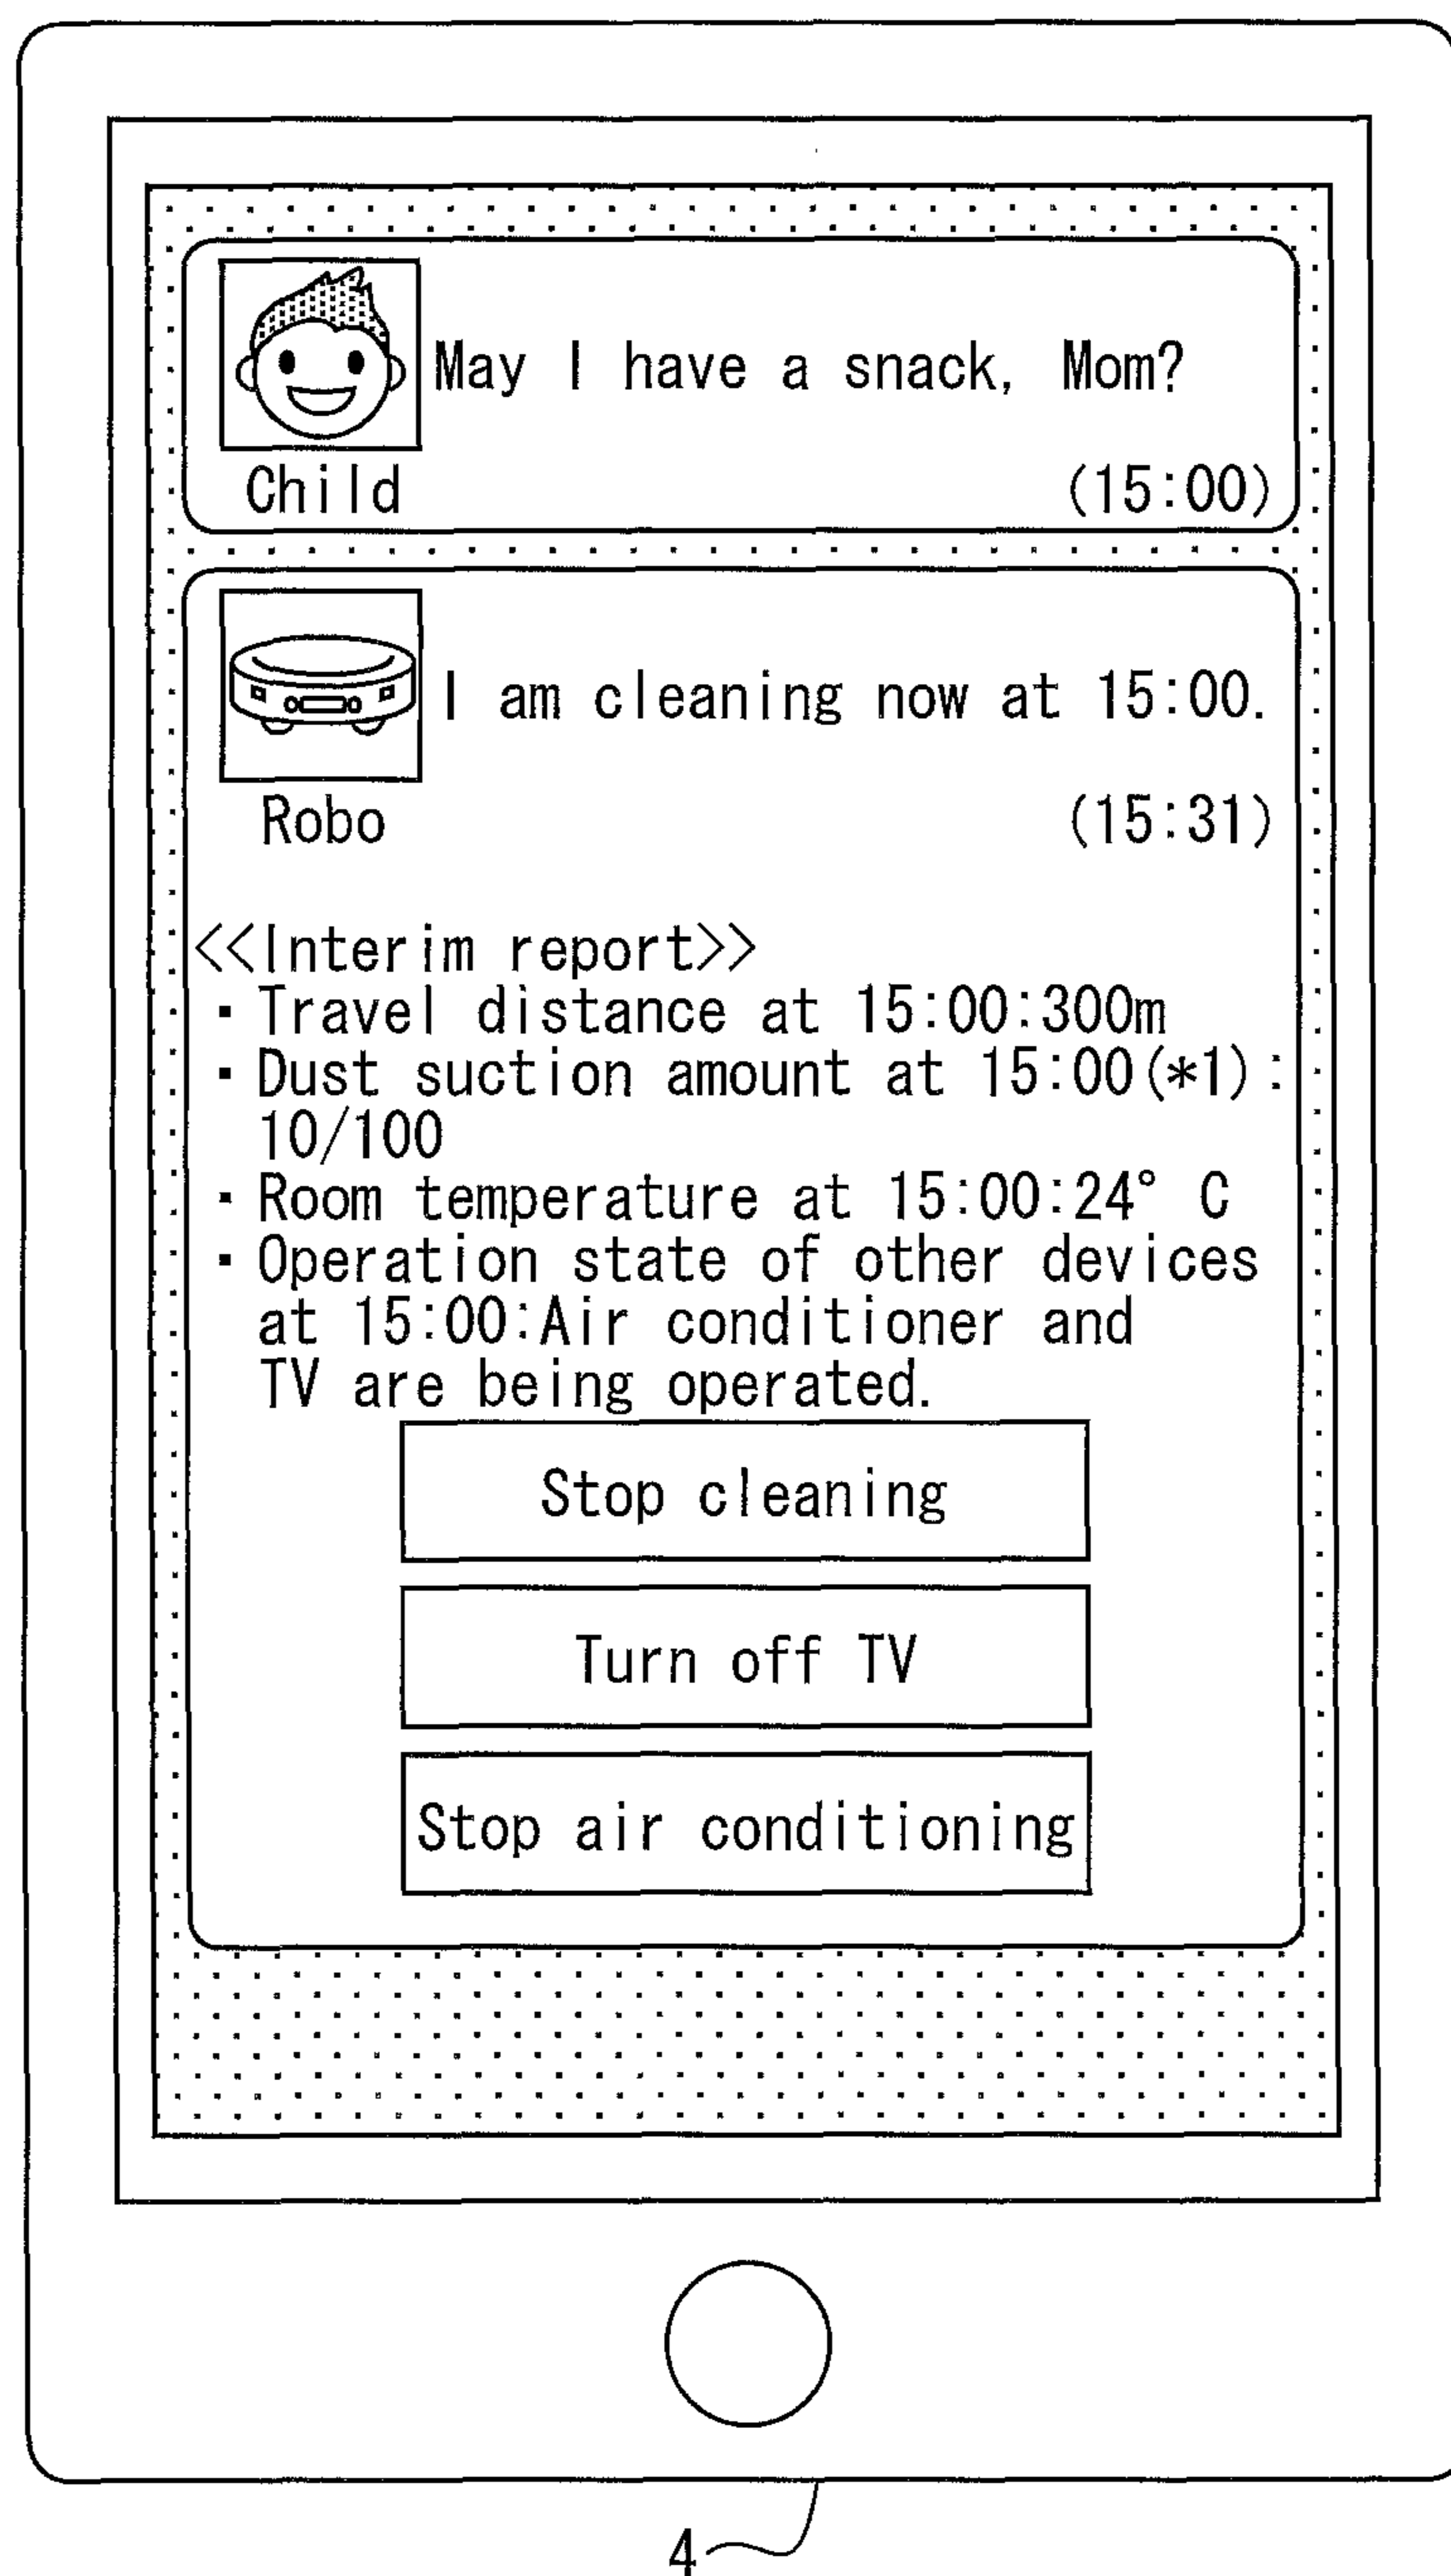 May I have a snack, Mom?
Child
(15:00)
I am cleaning now at 15:00.
Robo
(15:31)
<<Interim report>>
▪ Travel distance at 15:00:300m
▪ Dust suction amount at 15:00(*1):
10/100
▪ Room temperature at 15:00:24° C
▪ Operation state of other devices
at 15:00:Air conditioner and
TV are being operated.
Stop cleaning
Turn off TV
Stop air conditioning
4